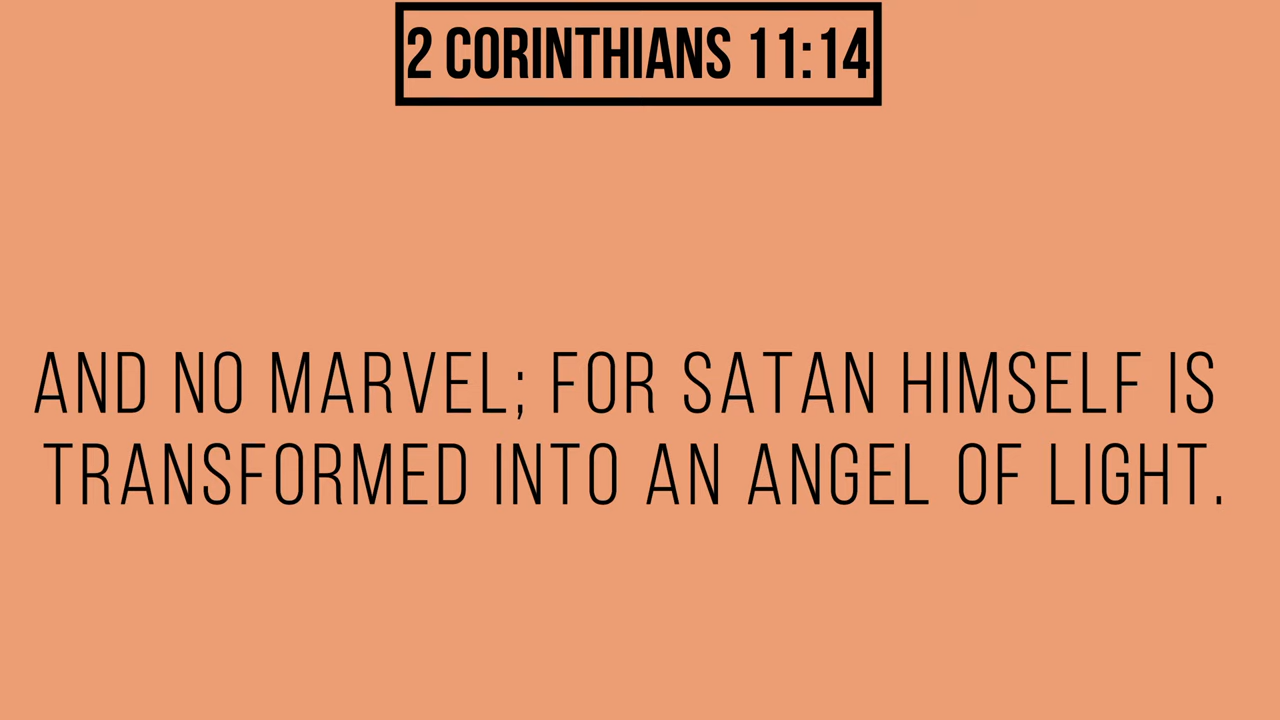 2 CORINTHIANS 11:14
AND NO MARVEL; FOR SATAN HIMSELF IS
TRANSFORMED INTO AN ANGEL OF LIGHT.